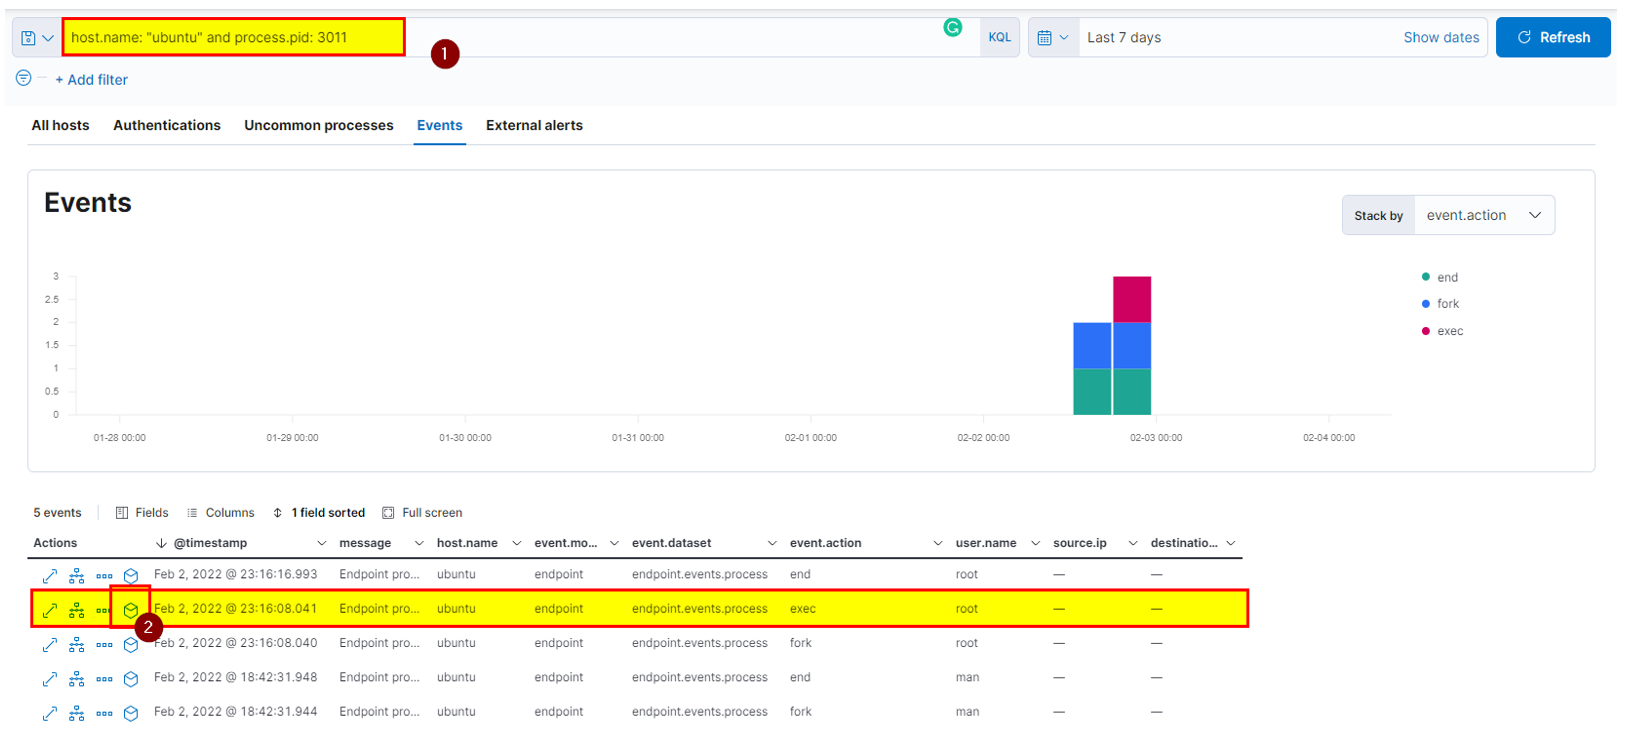 host.name: "ubuntu" and process.pid: 3011
1
KQL
Last 7 days
Show dates
Refresh
+ Add filter
All hosts Authentications Uncommon processes Events External alerts
Events
Stack by event.action
3
2.5
2
1.5
1
0.5
0
01-28 00:00 01-29 00:00 01-30 00:00 01-31 00:00 02-01 00:00 02-02 00:00 02-03 00:00 02-04 00:00
end
fork
exec
5 events Fields Columns 1 field sorted Full screen
Actions @timestamp message host.name event.mo... event.dataset event.action user.name source.ip destinatio...
Feb 2, 2022 @ 23:16:16.993 Endpoint pro... ubuntu endpoint endpoint.events.process end root — —
Feb 2, 2022 @ 23:16:08.041 Endpoint pro... ubuntu endpoint endpoint.events.process exec root — —
2
Feb 2, 2022 @ 23:16:08.040 Endpoint pro... ubuntu endpoint endpoint.events.process fork root — —
Feb 2, 2022 @ 18:42:31.948 Endpoint pro... ubuntu endpoint endpoint.events.process end man — —
Feb 2, 2022 @ 18:42:31.944 Endpoint pro... ubuntu endpoint endpoint.events.process fork man — —